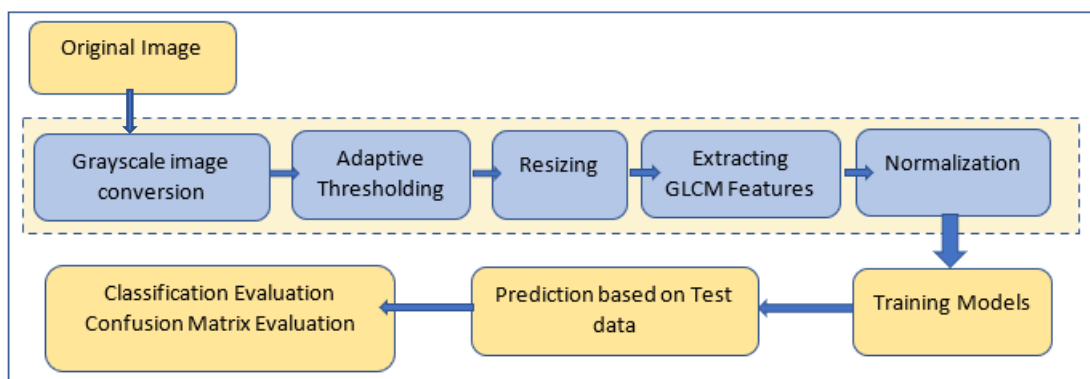 Original Image
Grayscale image
conversion
Adaptive
Thresholding
Resizing
Extracting
GLCM Features
Normalization
Training Models
Prediction based on Test
data
Classification Evaluation
Confusion Matrix Evaluation